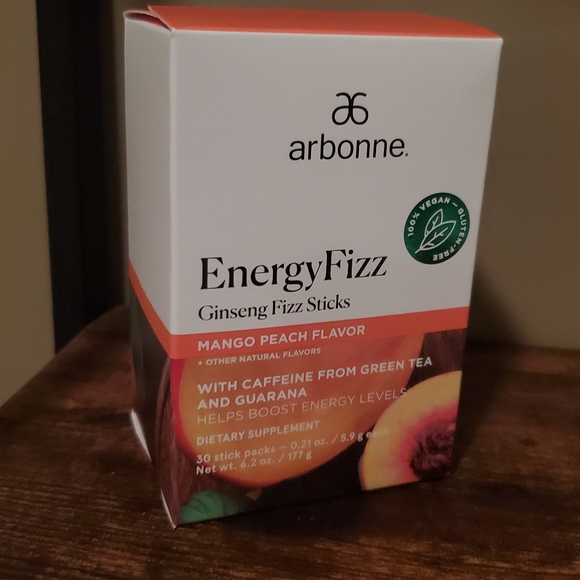 arbonne.
100% VEGAN — GLUTEN-FREE
EnergyFizz
Ginseng Fizz Sticks
MANGO PEACH FLAVOR
+ OTHER NATURAL FLAVORS
WITH CAFFEINE FROM GREEN TEA
AND GUARANA
HELPS BOOST ENERGY LEVELS
DIETARY SUPPLEMENT
30 stick packs — 0.21 oz. / 5.9 g each
Net wt. 6.2 oz. / 177 g